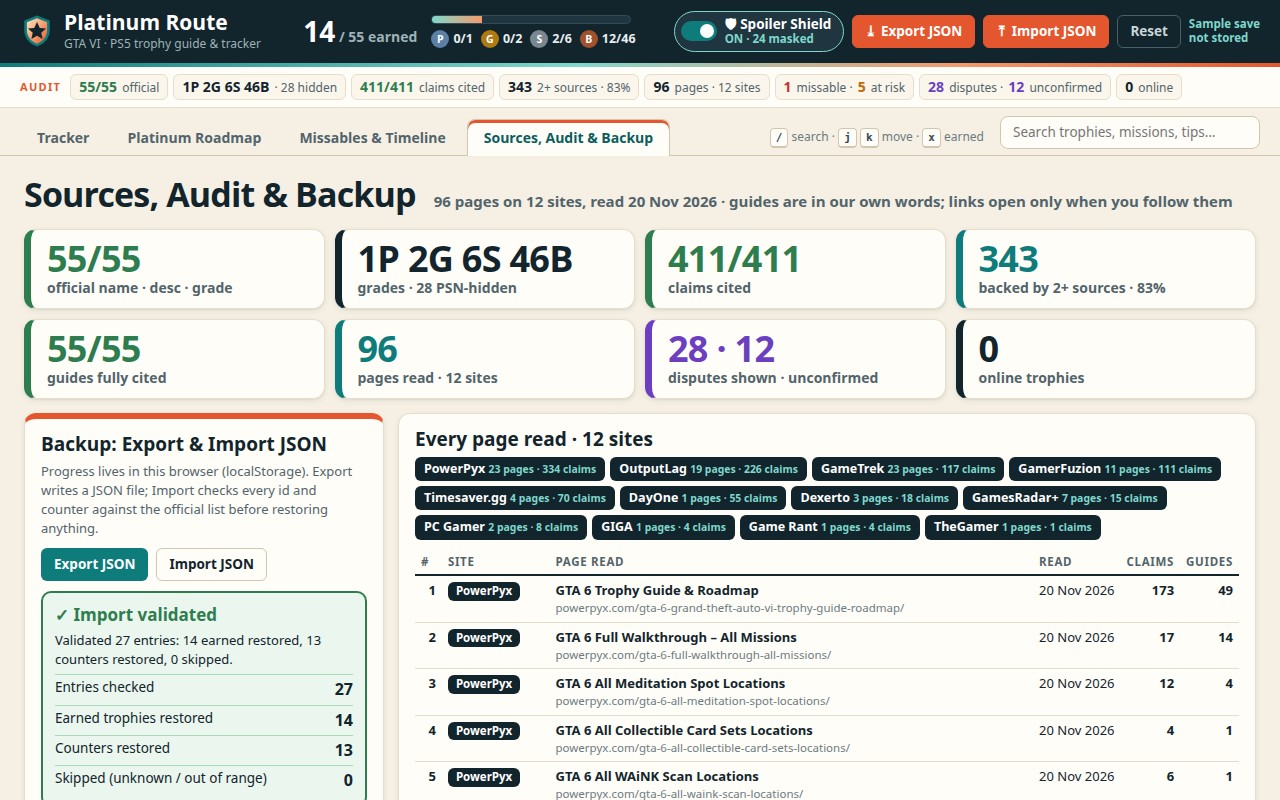 Platinum Route
GTA VI · PS5 trophy guide & tracker
14 / 55 earned
P 0/1 G 0/2 S 2/6 B 12/46
Spoiler Shield
ON · 24 masked
Export JSON
Import JSON
Reset
Sample save
not stored
AUDIT
55/55 official
1P 2G 6S 46B · 28 hidden
411/411 claims cited
343 2+ sources · 83%
96 pages · 12 sites
1 missable · 5 at risk
28 disputes · 12 unconfirmed
0 online
Tracker
Platinum Roadmap
Missables & Timeline
Sources, Audit & Backup
/ search · j k move · x earned
Search trophies, missions, tips...
Sources, Audit & Backup
96 pages on 12 sites, read 20 Nov 2026 · guides are in our own words; links open only when you follow them
55/55
official name · desc · grade
1P 2G 6S 46B
grades · 28 PSN-hidden
411/411
claims cited
343
backed by 2+ sources · 83%
55/55
guides fully cited
96
pages read · 12 sites
28 · 12
disputes shown · unconfirmed
0
online trophies
Backup: Export & Import JSON
Progress lives in this browser (localStorage). Export
writes a JSON file; Import checks every id and
counter against the official list before restoring
anything.
Export JSON
Import JSON
✓ Import validated
Validated 27 entries: 14 earned restored, 13
counters restored, 0 skipped.
Entries checked 27
Earned trophies restored 14
Counters restored 13
Skipped (unknown / out of range) 0
Every page read · 12 sites
PowerPyx 23 pages · 334 claims
OutputLag 19 pages · 226 claims
GameTrek 23 pages · 117 claims
GamerFuzion 11 pages · 111 claims
Timesaver.gg 4 pages · 70 claims
DayOne 1 pages · 55 claims
Dexerto 3 pages · 18 claims
GamesRadar+ 7 pages · 15 claims
PC Gamer 2 pages · 8 claims
GIGA 1 pages · 4 claims
Game Rant 1 pages · 4 claims
TheGamer 1 pages · 1 claims
# SITE PAGE READ READ CLAIMS GUIDES
1 PowerPyx GTA 6 Trophy Guide & Roadmap 20 Nov 2026 173 49
powerpyx.com/gta-6-grand-theft-auto-vi-trophy-guide-roadmap/
2 PowerPyx GTA 6 Full Walkthrough – All Missions 20 Nov 2026 17 14
powerpyx.com/gta-6-full-walkthrough-all-missions/
3 PowerPyx GTA 6 All Meditation Spot Locations 20 Nov 2026 12 4
powerpyx.com/gta-6-all-meditation-spot-locations/
4 PowerPyx GTA 6 All Collectible Card Sets Locations 20 Nov 2026 4 1
powerpyx.com/gta-6-all-collectible-card-sets-locations/
5 PowerPyx GTA 6 All WAiNK Scan Locations 20 Nov 2026 6 1
powerpyx.com/gta-6-all-waink-scan-locations/